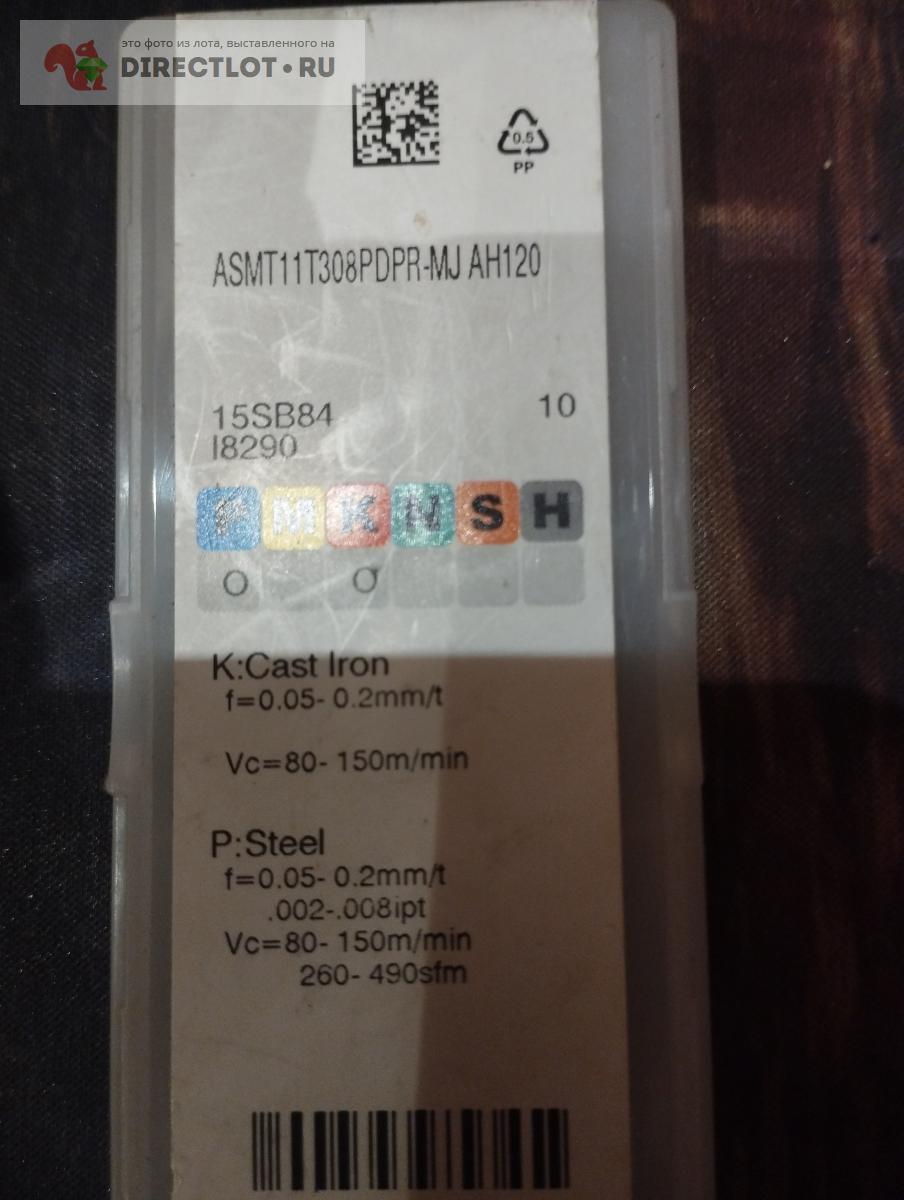 это фото из лота, выставленного на
DIRECTLOT•RU
0.5
PP
ASMT11T308PDPR-MJ AH120
15SB84 10
I8290
P M K N S H
K:Cast Iron
f=0.05- 0.2mm/t
Vc=80- 150m/min
P:Steel
f=0.05- 0.2mm/t
.002-.008ipt
Vc=80- 150m/min
260- 490sfm